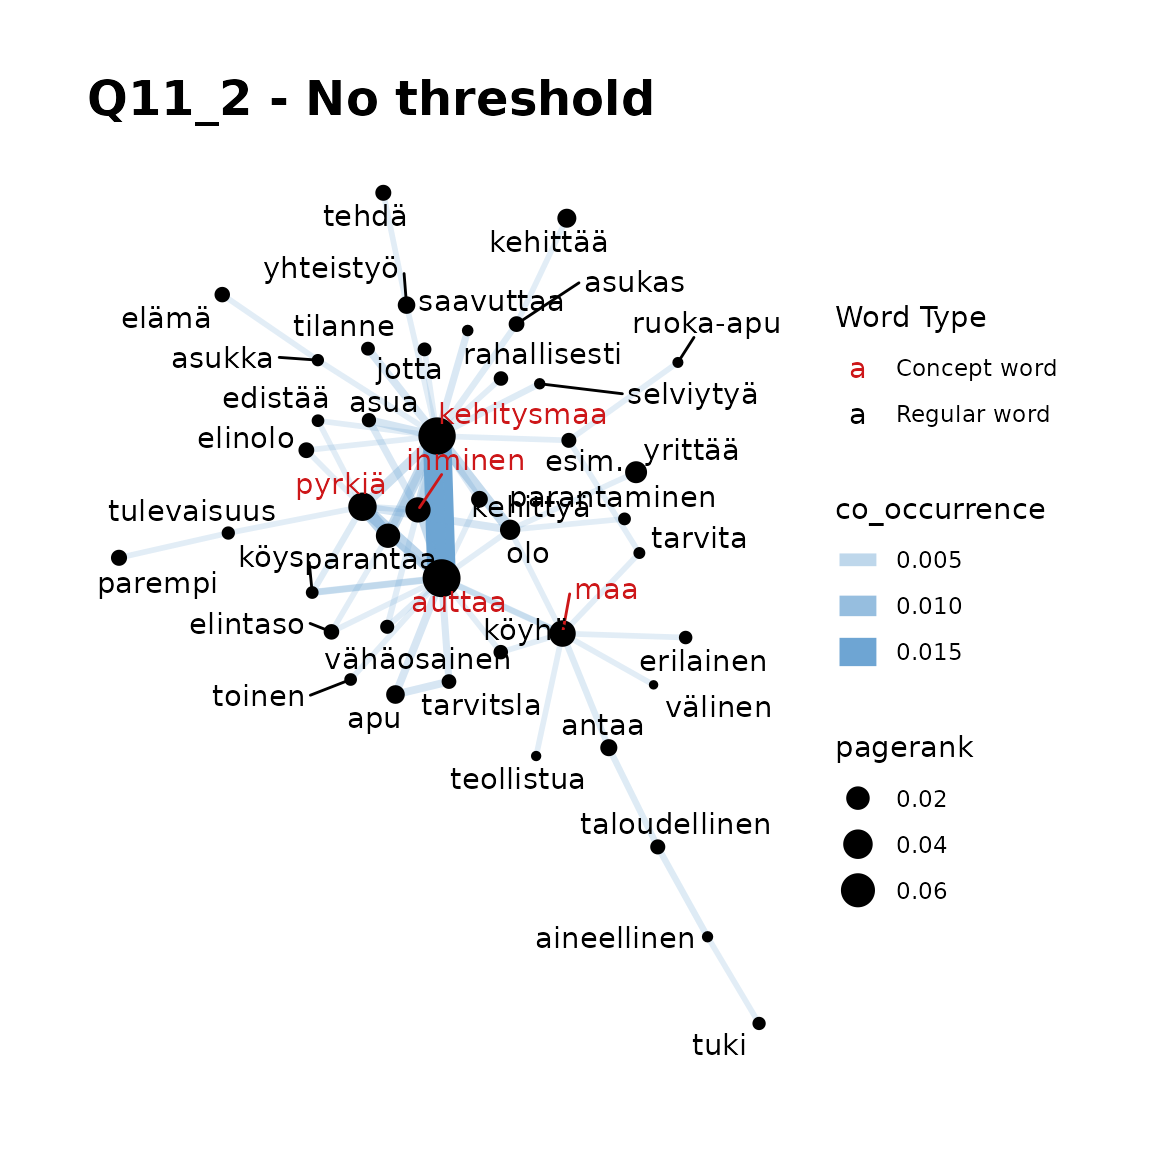 Q11_2 - No threshold
tehdä
kehittää
yhteistyö
asukas
saavuttaa
elämä
tilanne
ruoka-apu
asukka
jotta
rahallisesti
edistää
asua
selviytyä
kehitysmaa
elinolo
ihminen
esim.
yrittää
pyrkiä
parantaminen
kehittyä
tulevaisuus
tarvita
olo
köys
parantaa
parempi
auttaa
maa
elintaso
köyhä
vähäosainen
erilainen
toinen
tarvitsla
välinen
apu
antaa
teollistua
taloudellinen
aineellinen
tuki
Word Type
a Concept word
a Regular word
co_occurrence
0.005
0.010
0.015
pagerank
0.02
0.04
0.06